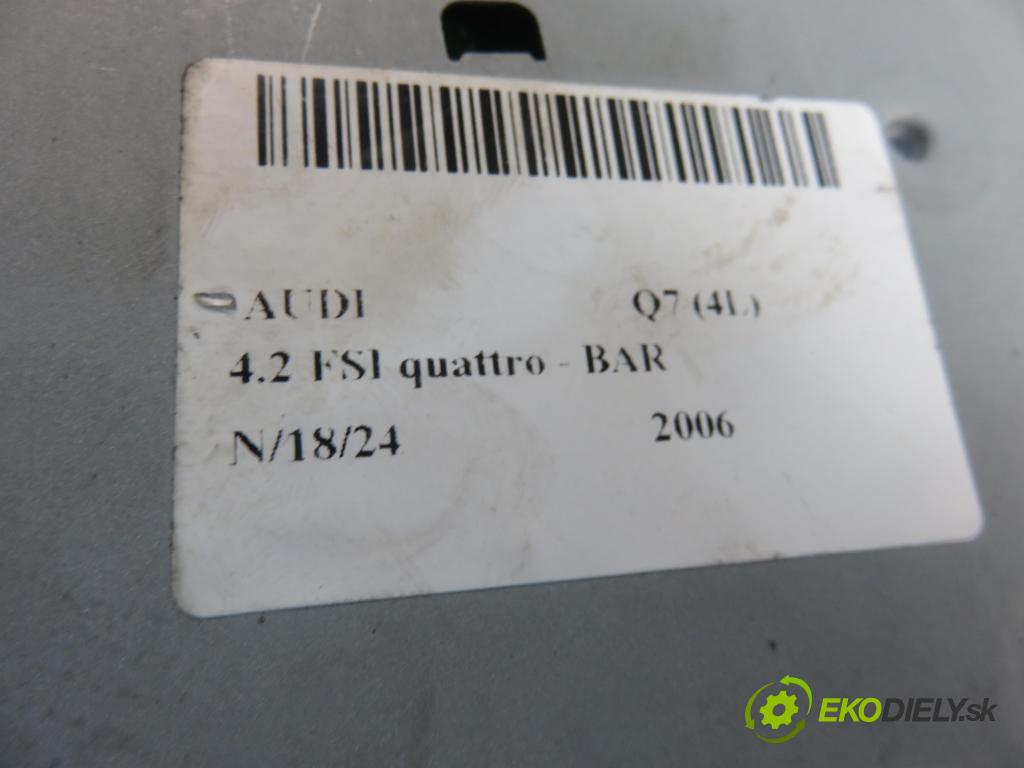 AUDI Q7 (4L)
4.2 FSI quattro - BAR
N/18/24 2006
EKODIELY.sk